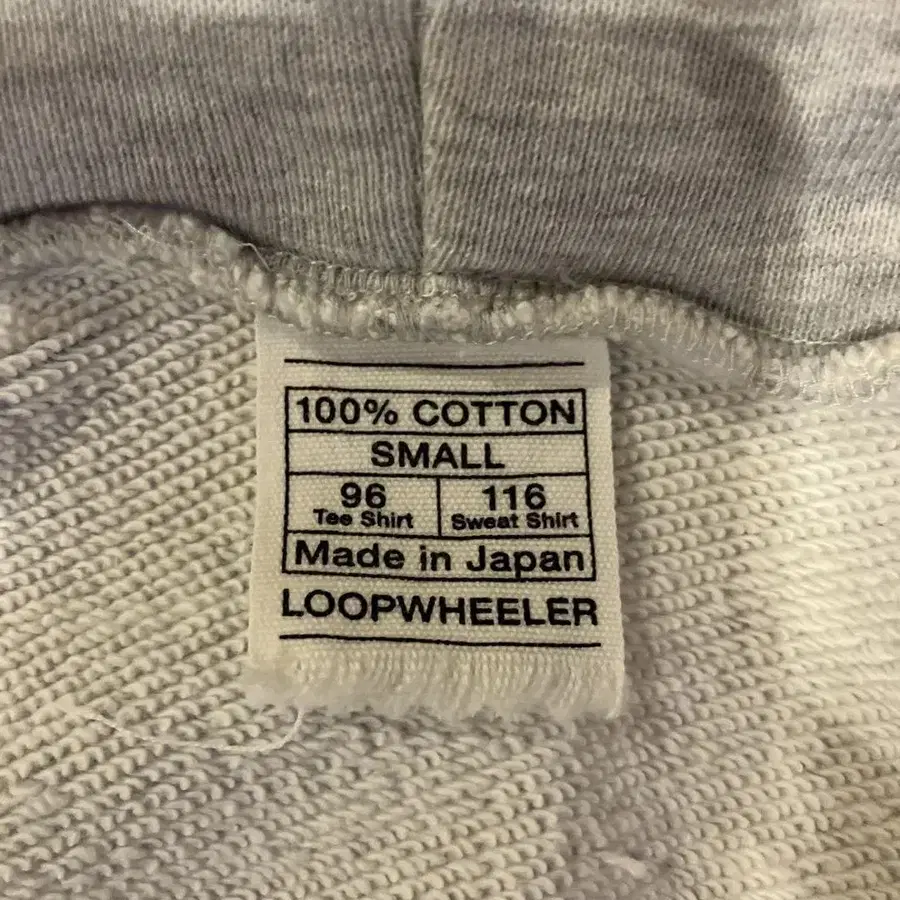 100% COTTON
SMALL
96 116
Tee Shirt Sweat Shirt
Made in Japan
LOOPWHEELER